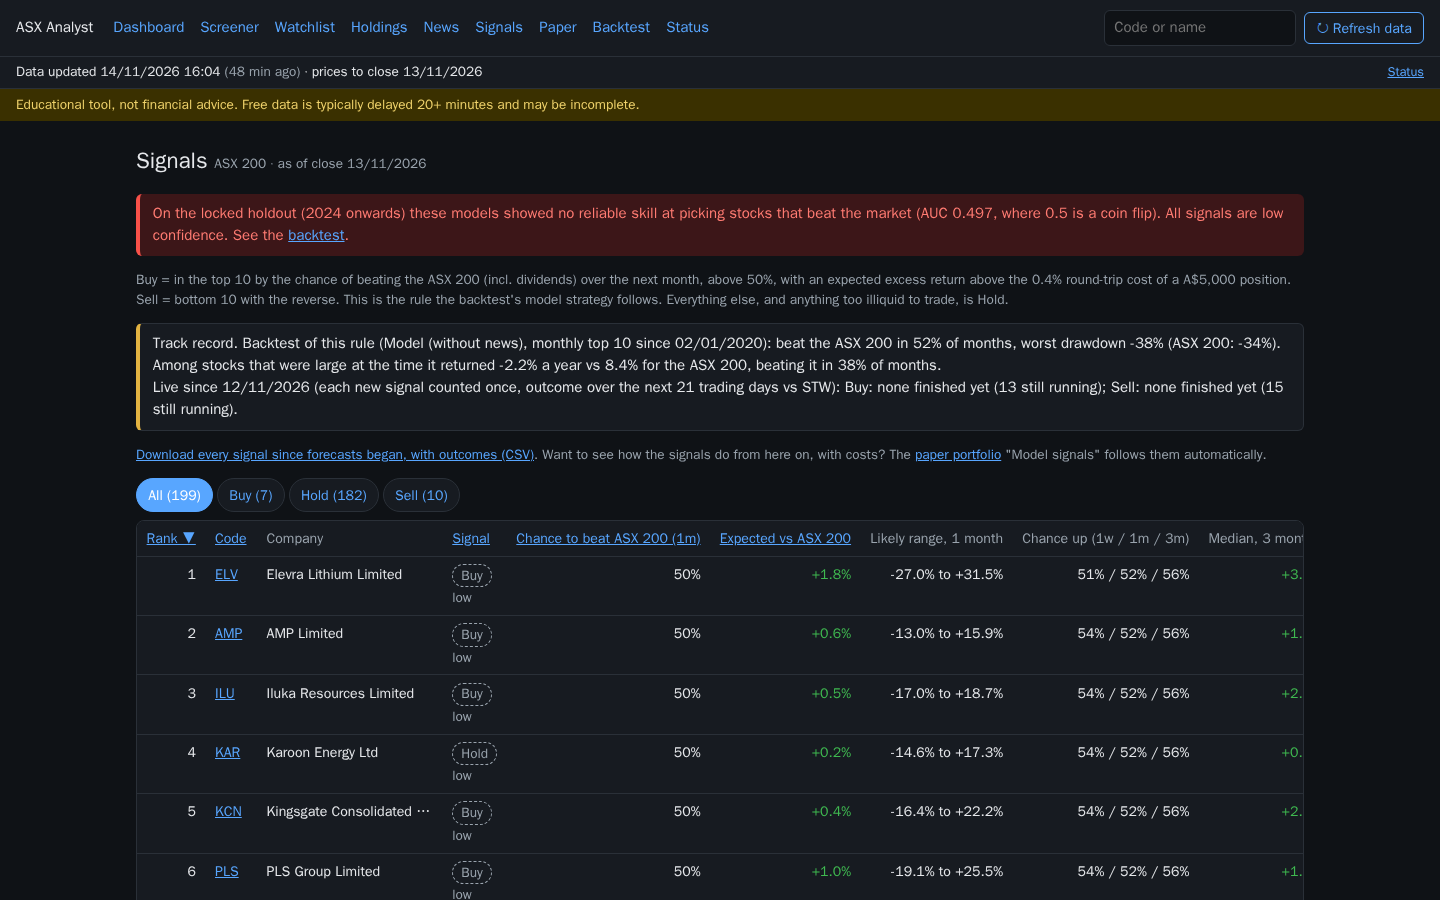 ASX Analyst Dashboard Screener Watchlist Holdings News Signals Paper Backtest Status Code or name ↻ Refresh data
Data updated 14/11/2026 16:04 (48 min ago) · prices to close 13/11/2026 Status
Educational tool, not financial advice. Free data is typically delayed 20+ minutes and may be incomplete.
Signals ASX 200 · as of close 13/11/2026
On the locked holdout (2024 onwards) these models showed no reliable skill at picking stocks that beat the market (AUC 0.497, where 0.5 is a coin flip). All signals are low
confidence. See the backtest.
Buy = in the top 10 by the chance of beating the ASX 200 (incl. dividends) over the next month, above 50%, with an expected excess return above the 0.4% round-trip cost of a A$5,000 position.
Sell = bottom 10 with the reverse. This is the rule the backtest's model strategy follows. Everything else, and anything too illiquid to trade, is Hold.
Track record. Backtest of this rule (Model (without news), monthly top 10 since 02/01/2020): beat the ASX 200 in 52% of months, worst drawdown -38% (ASX 200: -34%).
Among stocks that were large at the time it returned -2.2% a year vs 8.4% for the ASX 200, beating it in 38% of months.
Live since 12/11/2026 (each new signal counted once, outcome over the next 21 trading days vs STW): Buy: none finished yet (13 still running); Sell: none finished yet (15
still running).
Download every signal since forecasts began, with outcomes (CSV). Want to see how the signals do from here on, with costs? The paper portfolio "Model signals" follows them automatically.
All (199) Buy (7) Hold (182) Sell (10)
Rank ▼ Code Company Signal Chance to beat ASX 200 (1m) Expected vs ASX 200 Likely range, 1 month Chance up (1w / 1m / 3m) Median, 3 mont
1 ELV Elevra Lithium Limited Buy 50% +1.8% -27.0% to +31.5% 51% / 52% / 56% +3.
low
2 AMP AMP Limited Buy 50% +0.6% -13.0% to +15.9% 54% / 52% / 56% +1.
low
3 ILU Iluka Resources Limited Buy 50% +0.5% -17.0% to +18.7% 54% / 52% / 56% +2.
low
4 KAR Karoon Energy Ltd Hold 50% +0.2% -14.6% to +17.3% 54% / 52% / 56% +0.
low
5 KCN Kingsgate Consolidated ⋯ Buy 50% +0.4% -16.4% to +22.2% 54% / 52% / 56% +2.
low
6 PLS PLS Group Limited Buy 50% +1.0% -19.1% to +25.5% 54% / 52% / 56% +1.
low